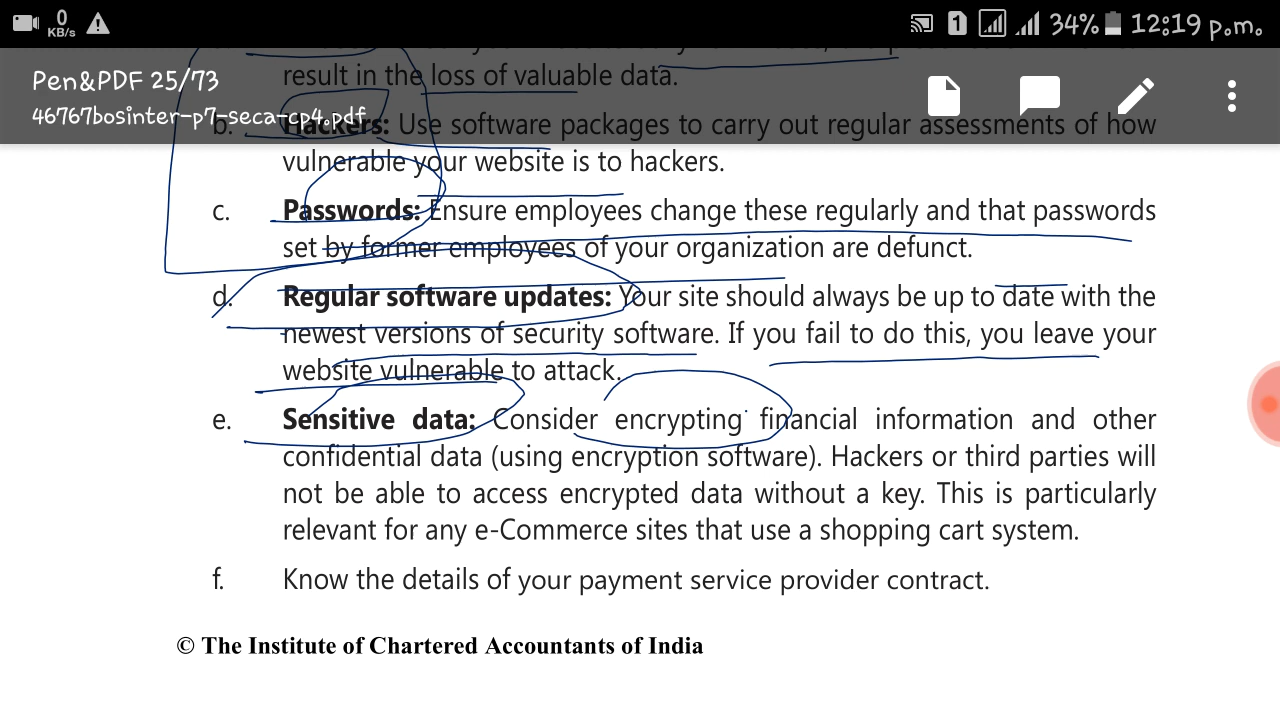 0
KB/s
1
34%
12:19 p.m.
Pen&PDF 25/73
46767bosinter-p7-seca-cp4.pdf
result in the loss of valuable data.
b. Hackers: Use software packages to carry out regular assessments of how
vulnerable your website is to hackers.
c. Passwords: Ensure employees change these regularly and that passwords
set by former employees of your organization are defunct.
d. Regular software updates: Your site should always be up to date with the
newest versions of security software. If you fail to do this, you leave your
website vulnerable to attack.
e. Sensitive data: Consider encrypting financial information and other
confidential data (using encryption software). Hackers or third parties will
not be able to access encrypted data without a key. This is particularly
relevant for any e-Commerce sites that use a shopping cart system.
f. Know the details of your payment service provider contract.
© The Institute of Chartered Accountants of India